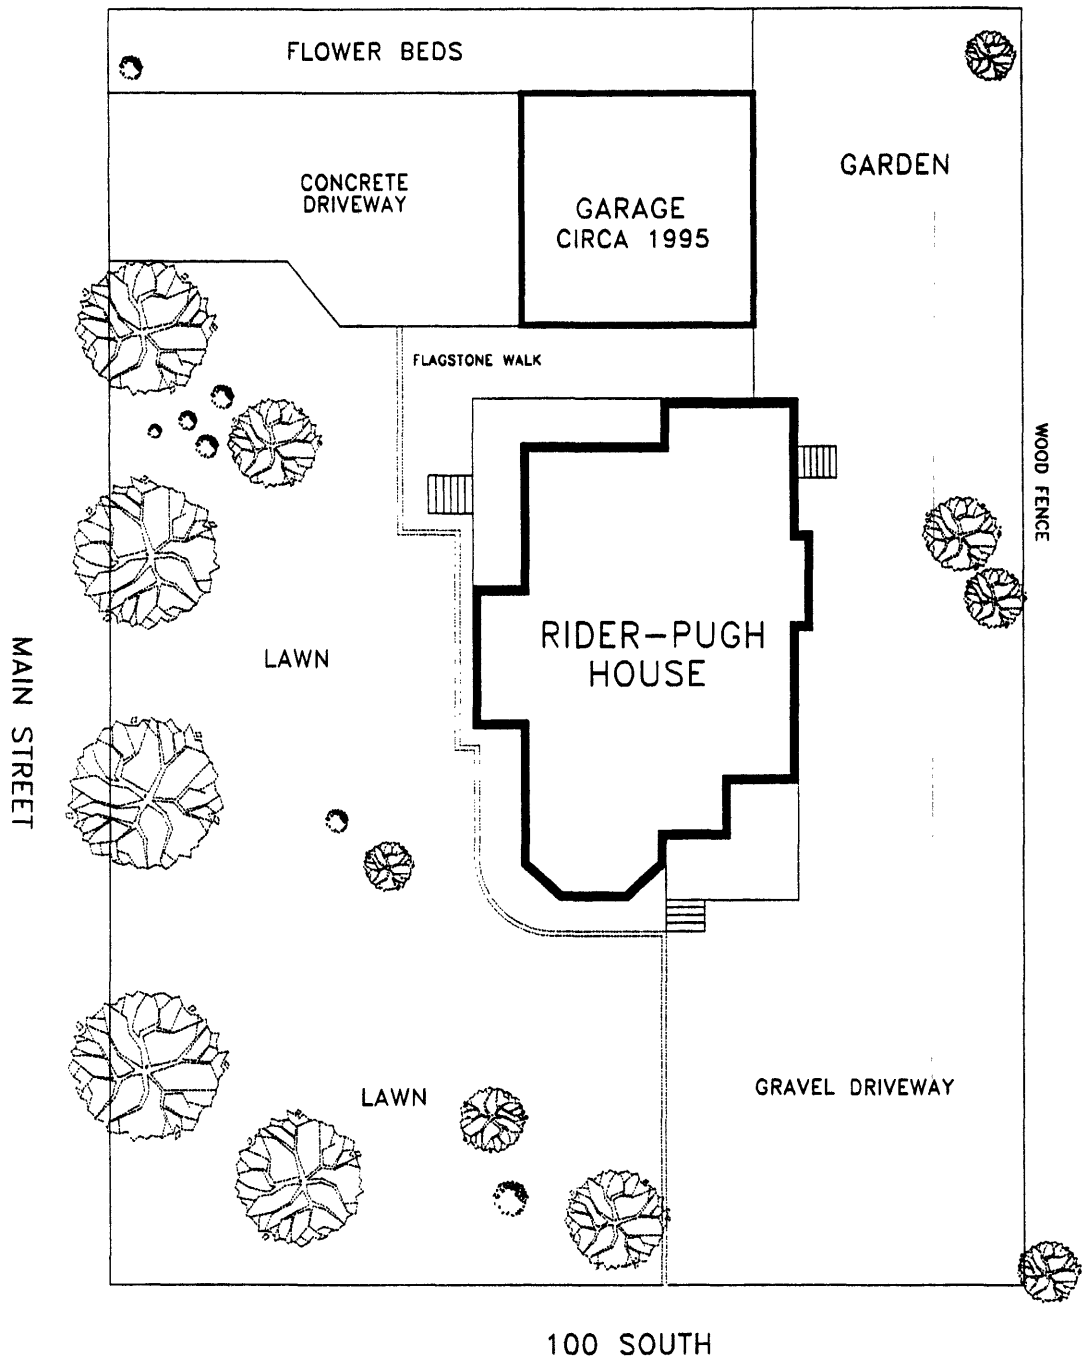 FLOWER BEDS
GARDEN
CONCRETE
DRIVEWAY
GARAGE
CIRCA 1995
FLAGSTONE WALK
WOOD FENCE
RIDER-PUGH
HOUSE
LAWN
MAIN STREET
LAWN
GRAVEL DRIVEWAY
100 SOUTH